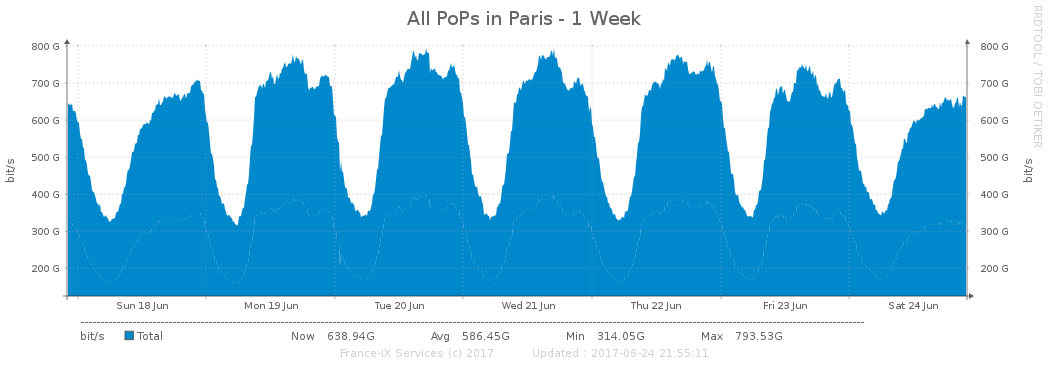 All PoPs in Paris - 1 Week
RRDTOOL / TOBI OETIKER
800 G 800 G
700 G 700 G
600 G 600 G
500 G 500 G
400 G 400 G
300 G 300 G
200 G 200 G
bit/s
bit/s
Sun 18 Jun Mon 19 Jun Tue 20 Jun Wed 21 Jun Thu 22 Jun Fri 23 Jun Sat 24 Jun
bit/s Total Now 638.94G Avg 586.45G Min 314.05G Max 793.53G
France-IX Services (c) 2017 Updated : 2017-06-24 21:55:11